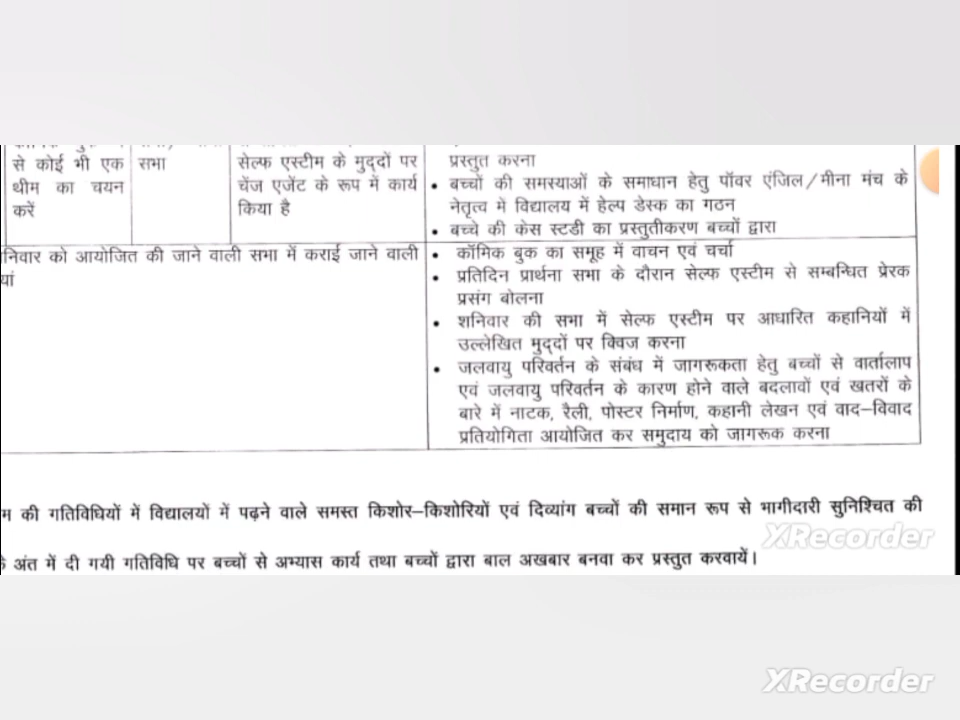 से कोई भी एक
थीम का चयन
करें
सभा
सेल्फ एस्टीम के मुद्दों पर
चेंज एजेंट के रूप में कार्य
किया है
प्रस्तुत करना
• बच्चों की समस्याओं के समाधान हेतु पॉवर एंजिल/मीना मंच के
नेतृत्व में विद्यालय में हेल्प डेस्क का गठन
• बच्चे की केस स्टडी का प्रस्तुतीकरण बच्चों द्वारा
निवार को आयोजित की जाने वाली सभा में कराई जाने वाली
यां
• कॉमिक बुक का समूह में वाचन एवं चर्चा
• प्रतिदिन प्रार्थना सभा के दौरान सेल्फ एस्टीम से सम्बन्धित प्रेरक
प्रसंग बोलना
• शनिवार की सभा में सेल्फ एस्टीम पर आधारित कहानियों में
उल्लेखित मुद्दों पर क्विज करना
• जलवायु परिवर्तन के संबंध में जागरूकता हेतु बच्चों से वार्तालाप
एवं जलवायु परिवर्तन के कारण होने वाले बदलावों एवं खतरों के
बारे में नाटक, रैली, पोस्टर निर्माण, कहानी लेखन एवं वाद–विवाद
प्रतियोगिता आयोजित कर समुदाय को जागरूक करना
म की गतिविधियों में विद्यालयों में पढ़ने वाले समस्त किशोर–किशोरियों एवं दिव्यांग बच्चों की समान रूप से भागीदारी सुनिश्चित की
XRecorder
के अंत में दी गयी गतिविधि पर बच्चों से अभ्यास कार्य तथा बच्चों द्वारा बाल अखबार बनवा कर प्रस्तुत करवायें।
XRecorder